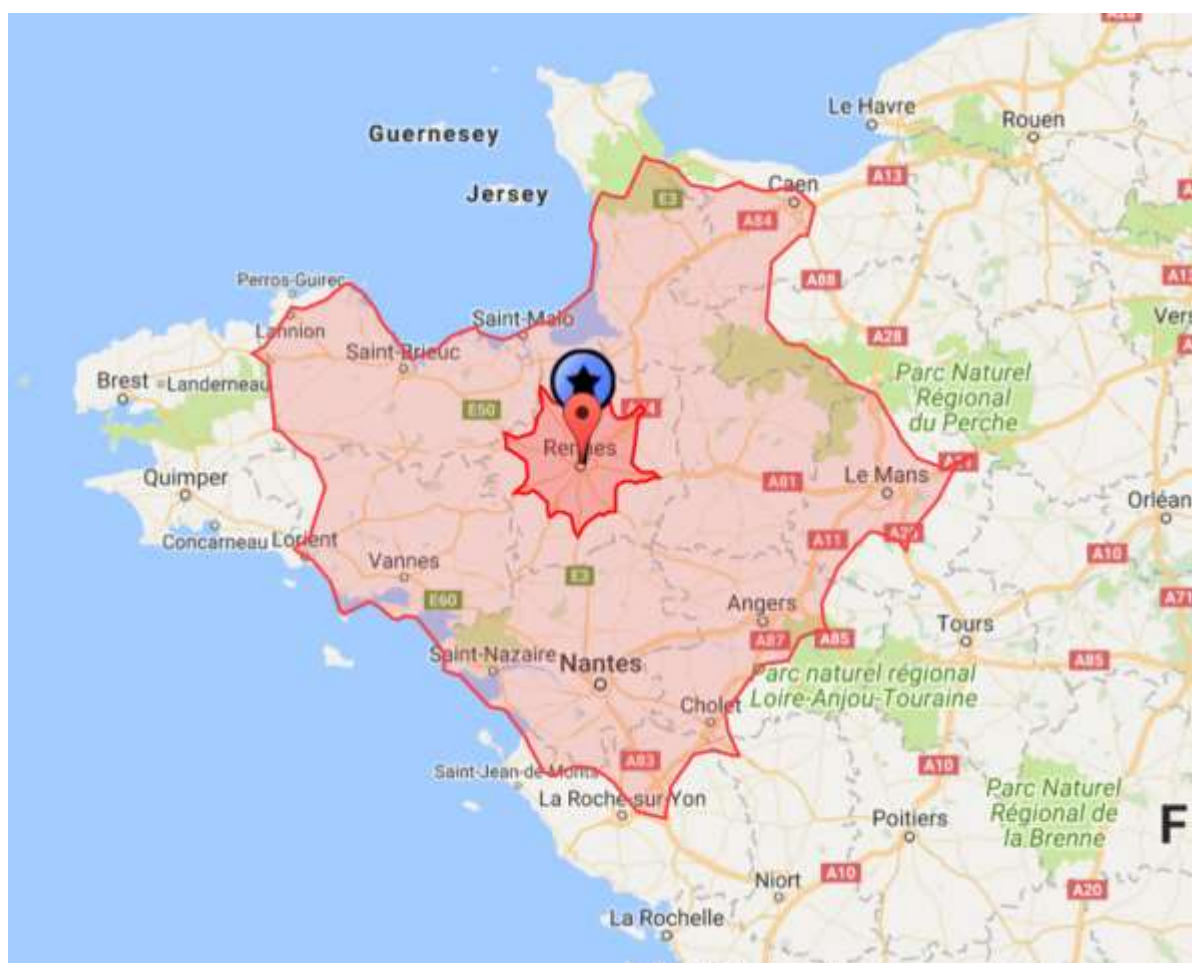 A28
Le Havre
Rouen
Guernesey
Jersey
A13
Caen
E3
A84
A88
A13
Perros-Guirec
Lannion
Saint-Malo
Saint-Brieuc
Vers
A28
Brest
Landerneau
Parc Naturel
Régional
du Perche
E50
Rennes
Quimper
A81
Le Mans
Orléan
Concarneau
Lorient
A11
A10
Vannes
E3
E60
Angers
A71
A87
A85
Tours
Saint-Nazaire
Nantes
A85
Parc naturel régional
Loire-Anjou-Touraine
Cholet
A83
A10
Saint-Jean-de-Monts
La Roche-sur-Yon
Parc Naturel
Régional de
la Brenne
Poitiers
F
A10
Niort
A20
La Rochelle